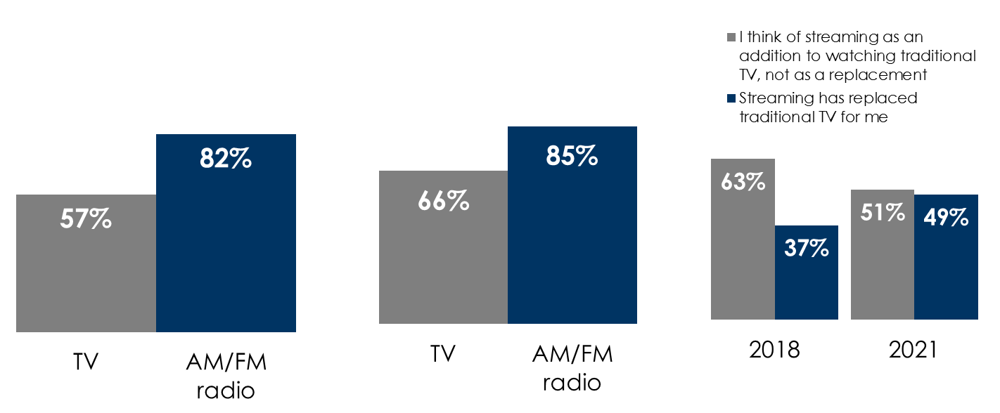 82%
57%
TV
AM/FM
radio
85%
66%
TV
AM/FM
radio
I think of streaming as an
addition to watching traditional
TV, not as a replacement
Streaming has replaced
traditional TV for me
63%
37%
51%
49%
2018
2021